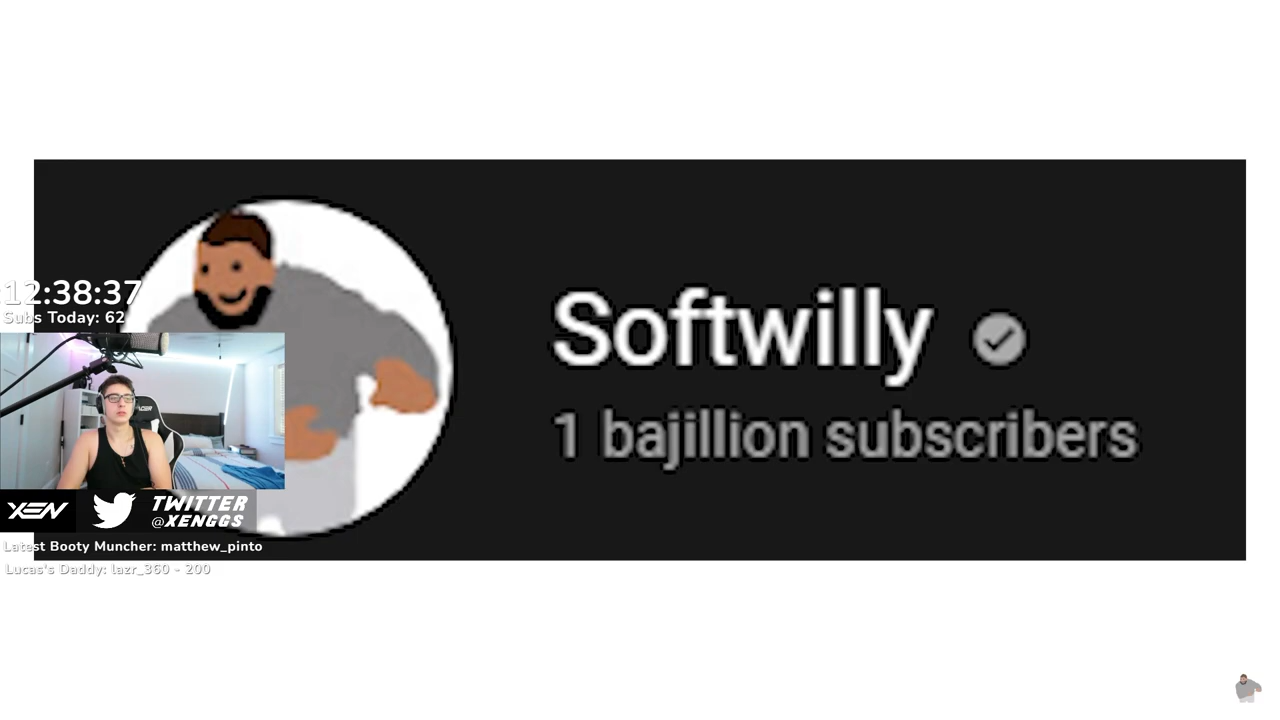 Softwilly
1 bajillion subscribers
:12:38:37
Subs Today: 62
XEN
TWITTER
@XENGGS
Latest Booty Muncher: matthew_pinto
Lucas's Daddy: lazr_360 - 200